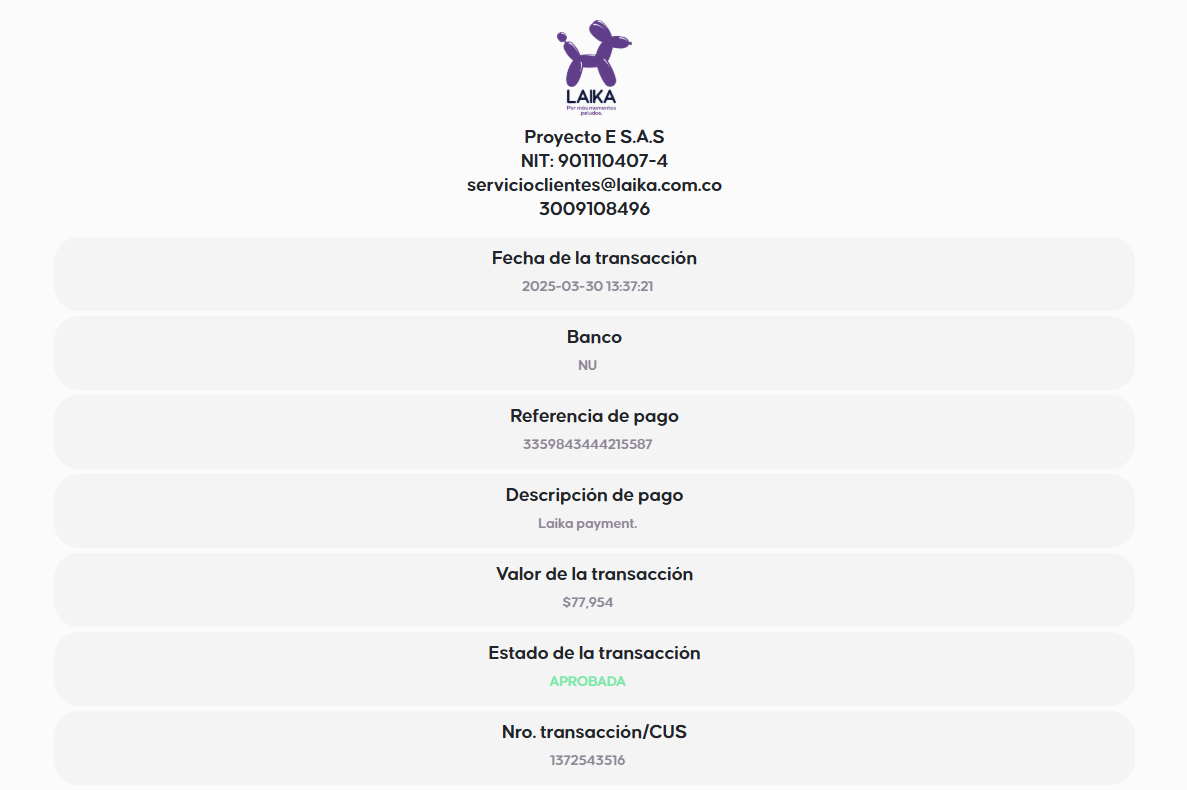 LAIKA
Por más momentos
peludos.
Proyecto E S.A.S
NIT: 901110407-4
servicioclientes@laika.com.co
3009108496
Fecha de la transacción
2025-03-30 13:37:21
Banco
NU
Referencia de pago
3359843444215587
Descripción de pago
Laika payment.
Valor de la transacción
$77,954
Estado de la transacción
APROBADA
Nro. transacción/CUS
1372543516